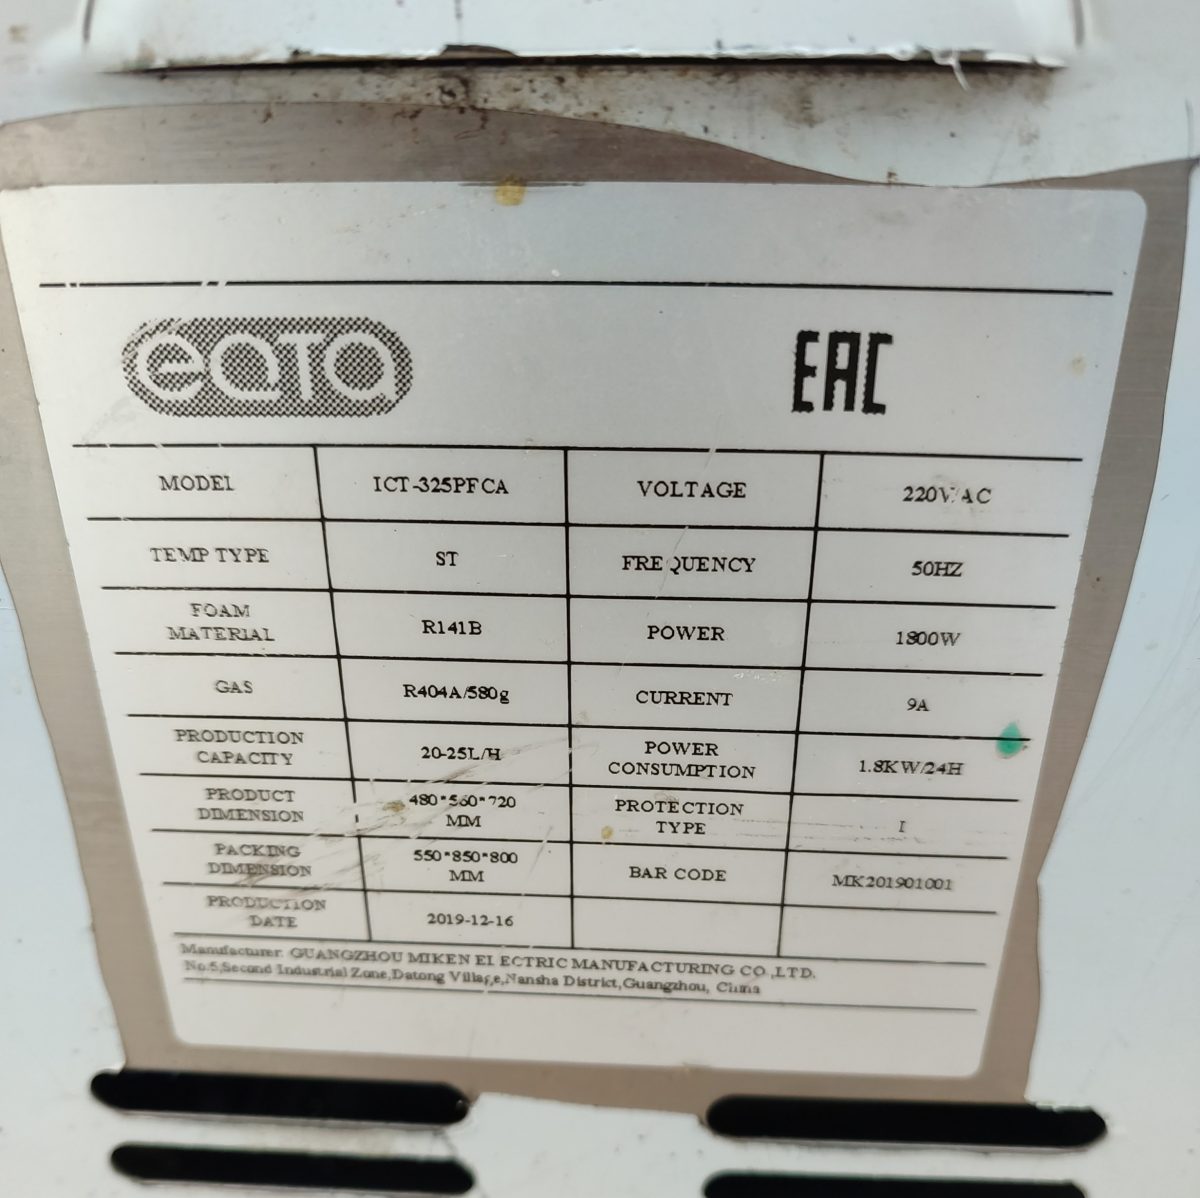 eqta
EAC
MODEL ICT-325PFCA VOLTAGE 220VAC
TEMP TYPE ST FREQUENCY 50HZ
FOAM MATERIAL R141B POWER 1800W
GAS R404A/580g CURRENT 9A
PRODUCTION CAPACITY 20-25L/H POWER CONSUMPTION 1.8KW/24H
PRODUCT DIMENSION 480*560*720 MM PROTECTION TYPE I
PACKING DIMENSION 550*850*800 MM BAR CODE MK201901001
PRODUCTION DATE 2019-12-16
Manufacturer: GUANGZHOU MIKEN ELECTRIC MANUFACTURING CO.,LTD.
No.5,Second Industrial Zone,Datong Village,Nansha District,Guangzhou, China